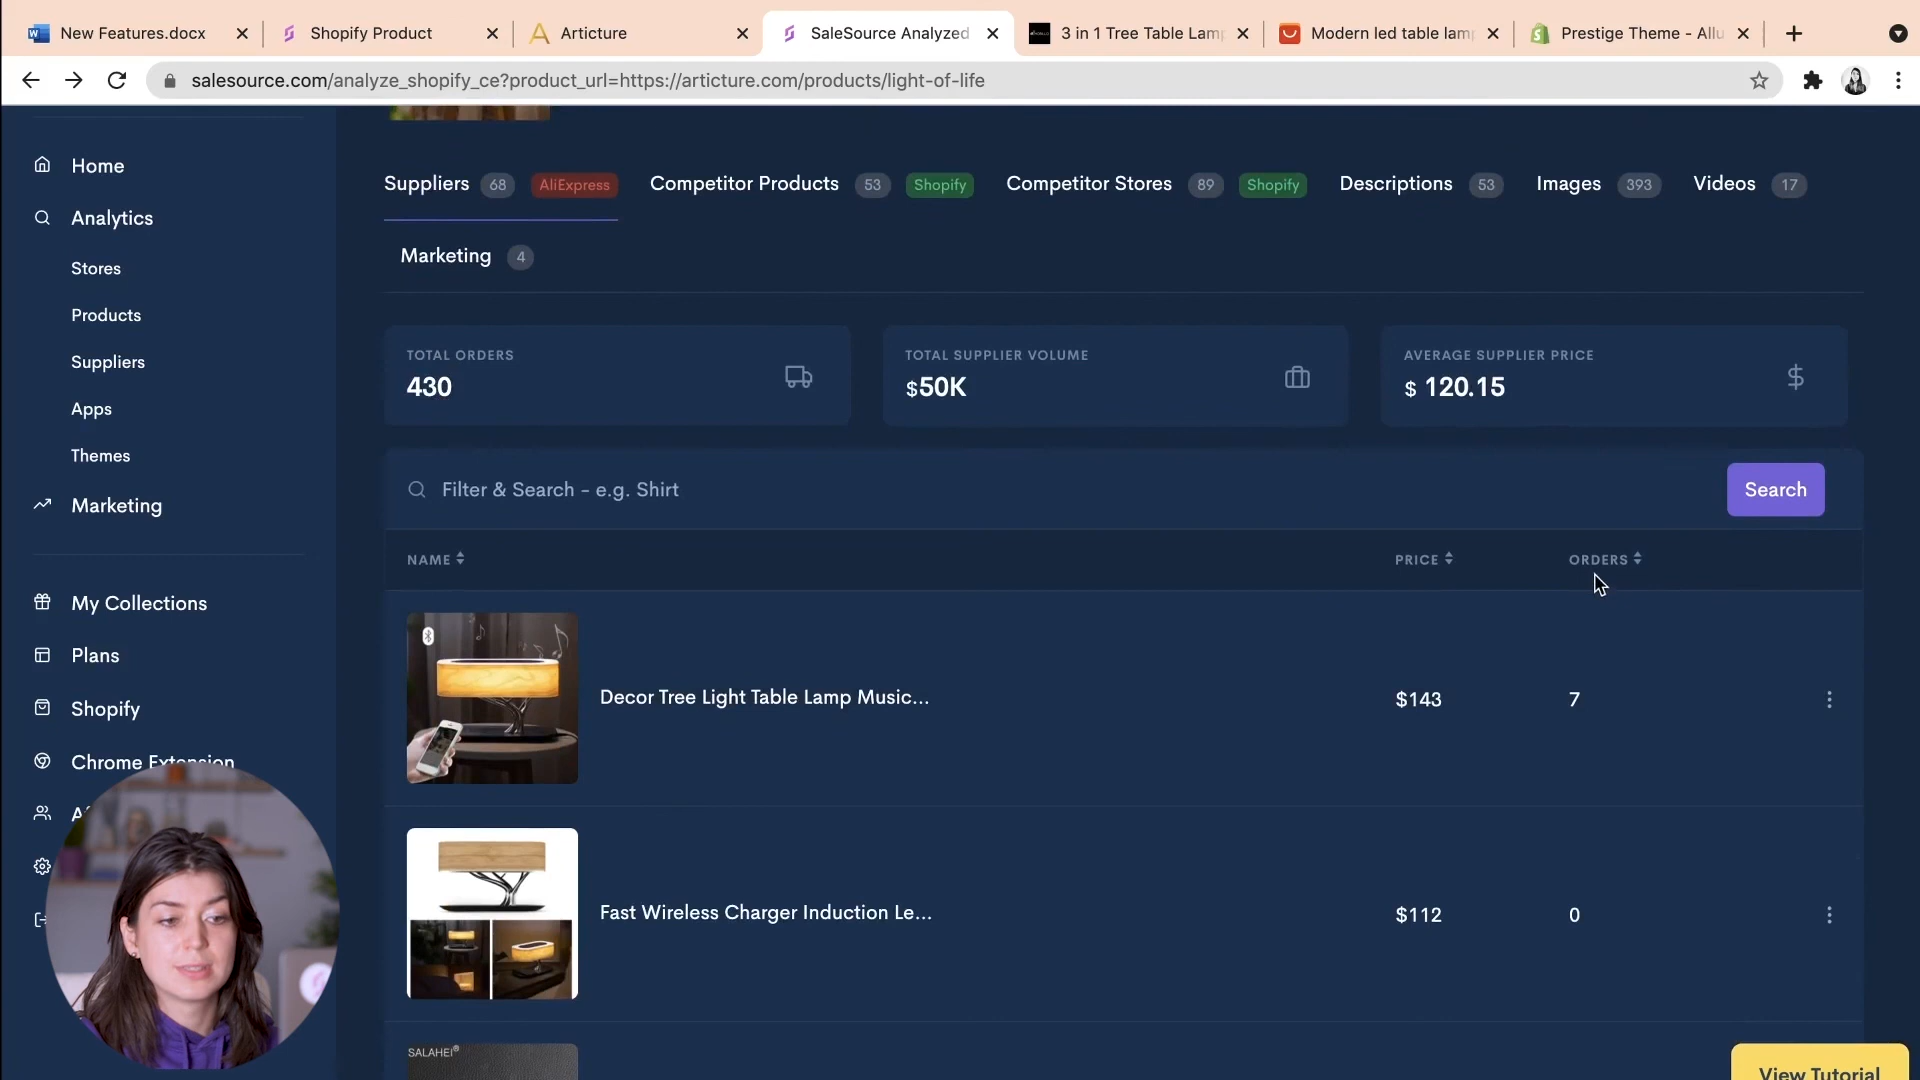 New Features.docx
Shopify Product
Articture
SaleSource Analyzed
3 in 1 Tree Table Lam
Modern led table lam
Prestige Theme - Allu
salesource.com/analyze_shopify_ce?product_url=https://articture.com/products/light-of-life
Home
Analytics
Stores
Products
Suppliers
Apps
Themes
Marketing
My Collections
Plans
Shopify
Chrome Extension
Suppliers 68 AliExpress
Competitor Products 53 Shopify
Competitor Stores 89 Shopify
Descriptions 53
Images 393
Videos 17
Marketing 4
TOTAL ORDERS
430
TOTAL SUPPLIER VOLUME
$50K
AVERAGE SUPPLIER PRICE
$ 120.15
Filter & Search - e.g. Shirt
Search
NAME PRICE ORDERS
Decor Tree Light Table Lamp Music... $143 7
Fast Wireless Charger Induction Le... $112 0
SALAHEI®
View Tutorial